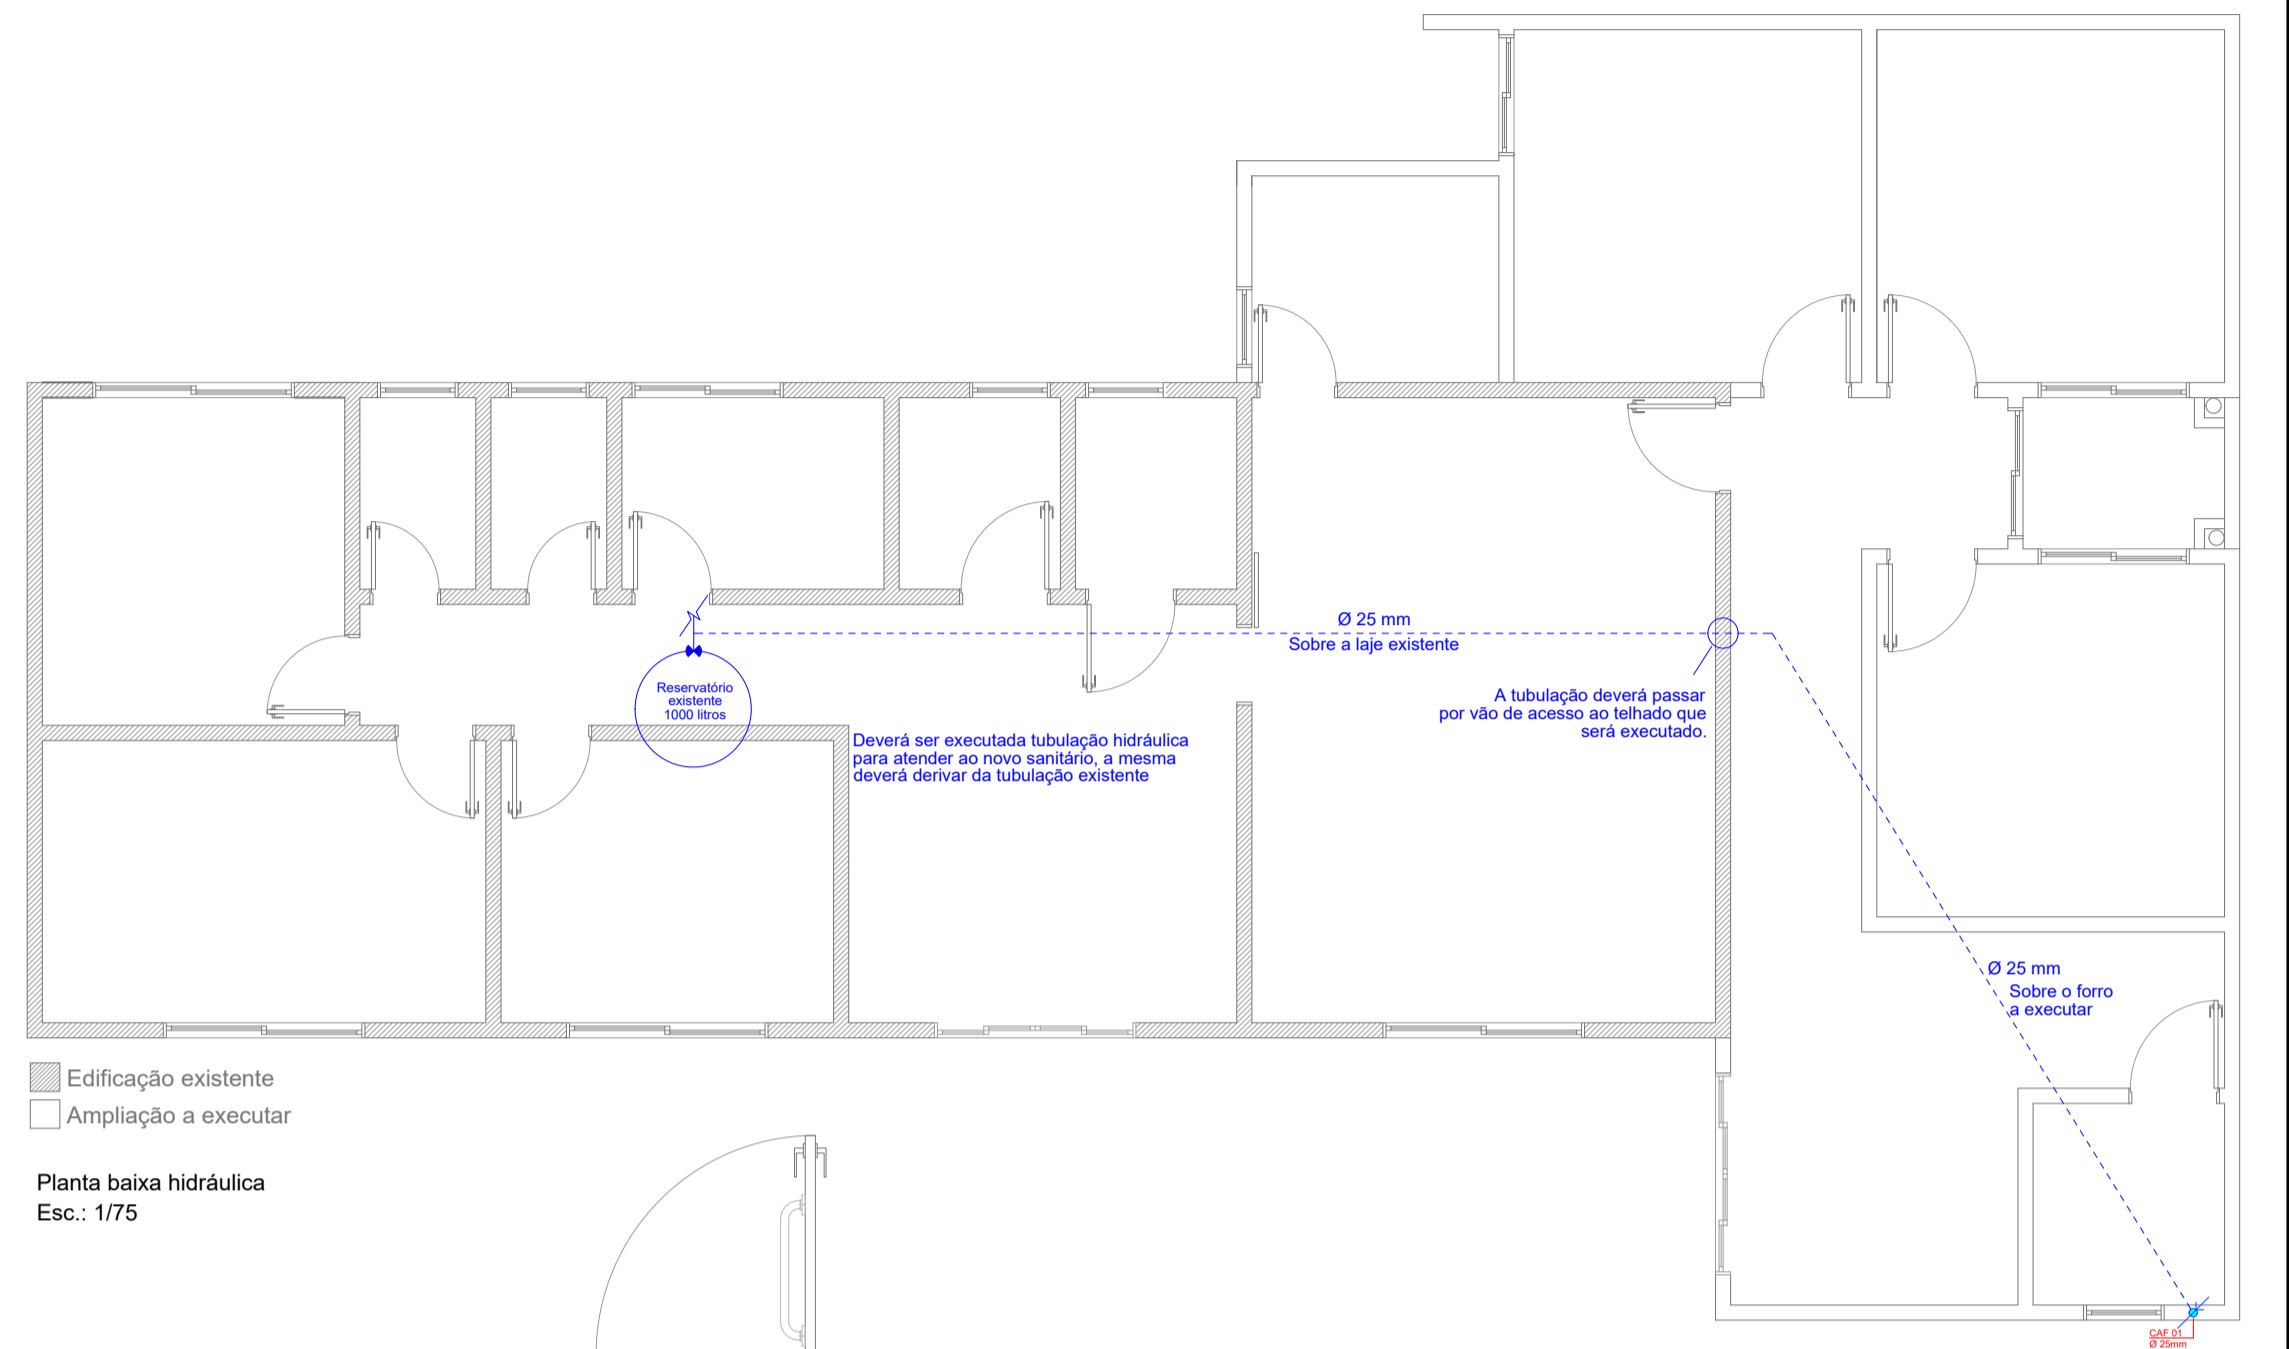 Ø 25 mm
Sobre a laje existente
Reservatório
existente
1000 litros
A tubulação deverá passar
por vão de acesso ao telhado que
será executado.
Deverá ser executada tubulação hidráulica
para atender ao novo sanitário, a mesma
deverá derivar da tubulação existente
Ø 25 mm
Sobre o forro
a executar
Edificação existente
Ampliação a executar
Planta baixa hidráulica
Esc.: 1/75
CAF 01
Ø 25mm